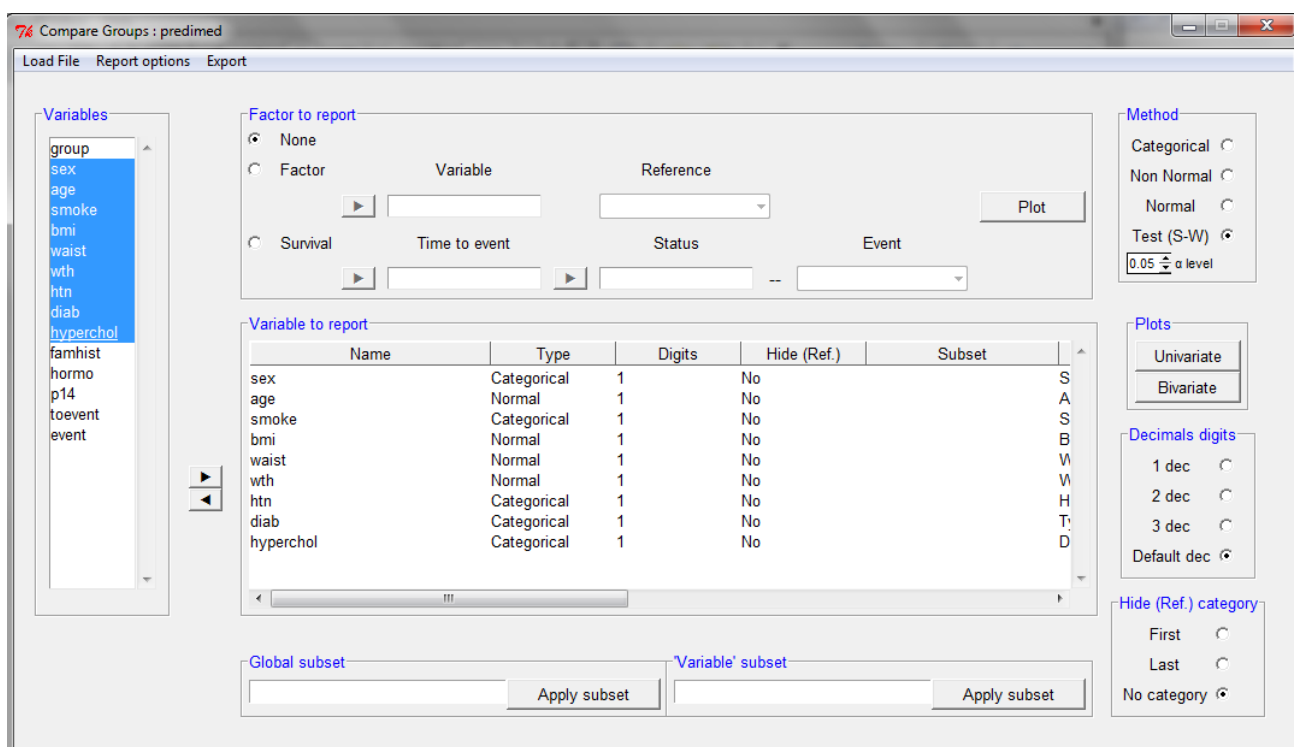 Compare Groups : predimed
Load File Report options Export
Variables
group
sex
age
smoke
bmi
waist
wth
htn
diab
hyperchol
famhist
hormo
p14
toevent
event
Factor to report
None
Factor Variable Reference
Plot
Survival Time to event Status Event
--
Variable to report
Name Type Digits Hide (Ref.) Subset
sex Categorical 1 No S
age Normal 1 No A
smoke Categorical 1 No S
bmi Normal 1 No B
waist Normal 1 No W
wth Normal 1 No W
htn Categorical 1 No H
diab Categorical 1 No Ty
hyperchol Categorical 1 No D
Global subset
Apply subset
'Variable' subset
Apply subset
Method
Categorical
Non Normal
Normal
Test (S-W)
0.05 α level
Plots
Univariate
Bivariate
Decimals digits
1 dec
2 dec
3 dec
Default dec
Hide (Ref.) category
First
Last
No category